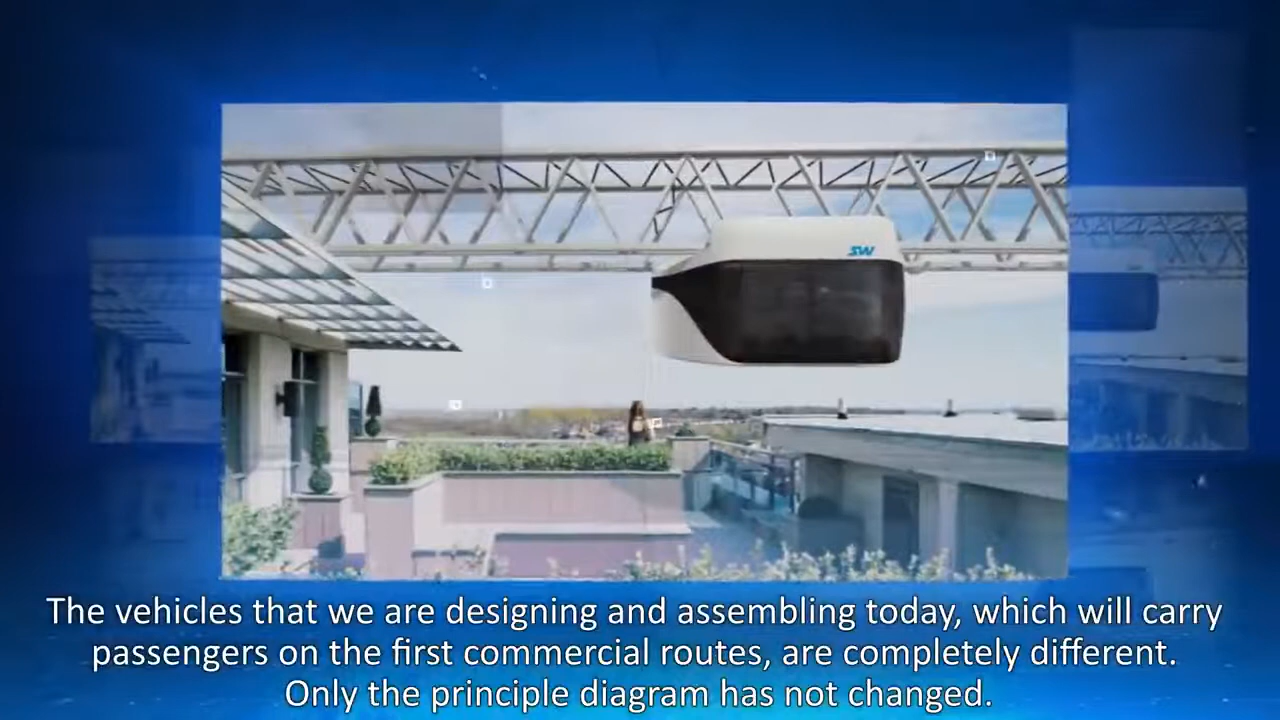 SW
The vehicles that we are designing and assembling today, which will carry
passengers on the first commercial routes, are completely different.
Only the principle diagram has not changed.